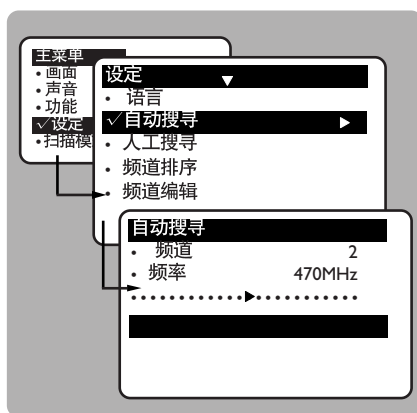 主菜单
• 画面
• 声音
• 功能
√设定
•扫描模
设定
• 语言
√自动搜寻
• 人工搜寻
• 频道排序
• 频道编辑
自动搜寻
• 频道 2
• 频率 470MHz